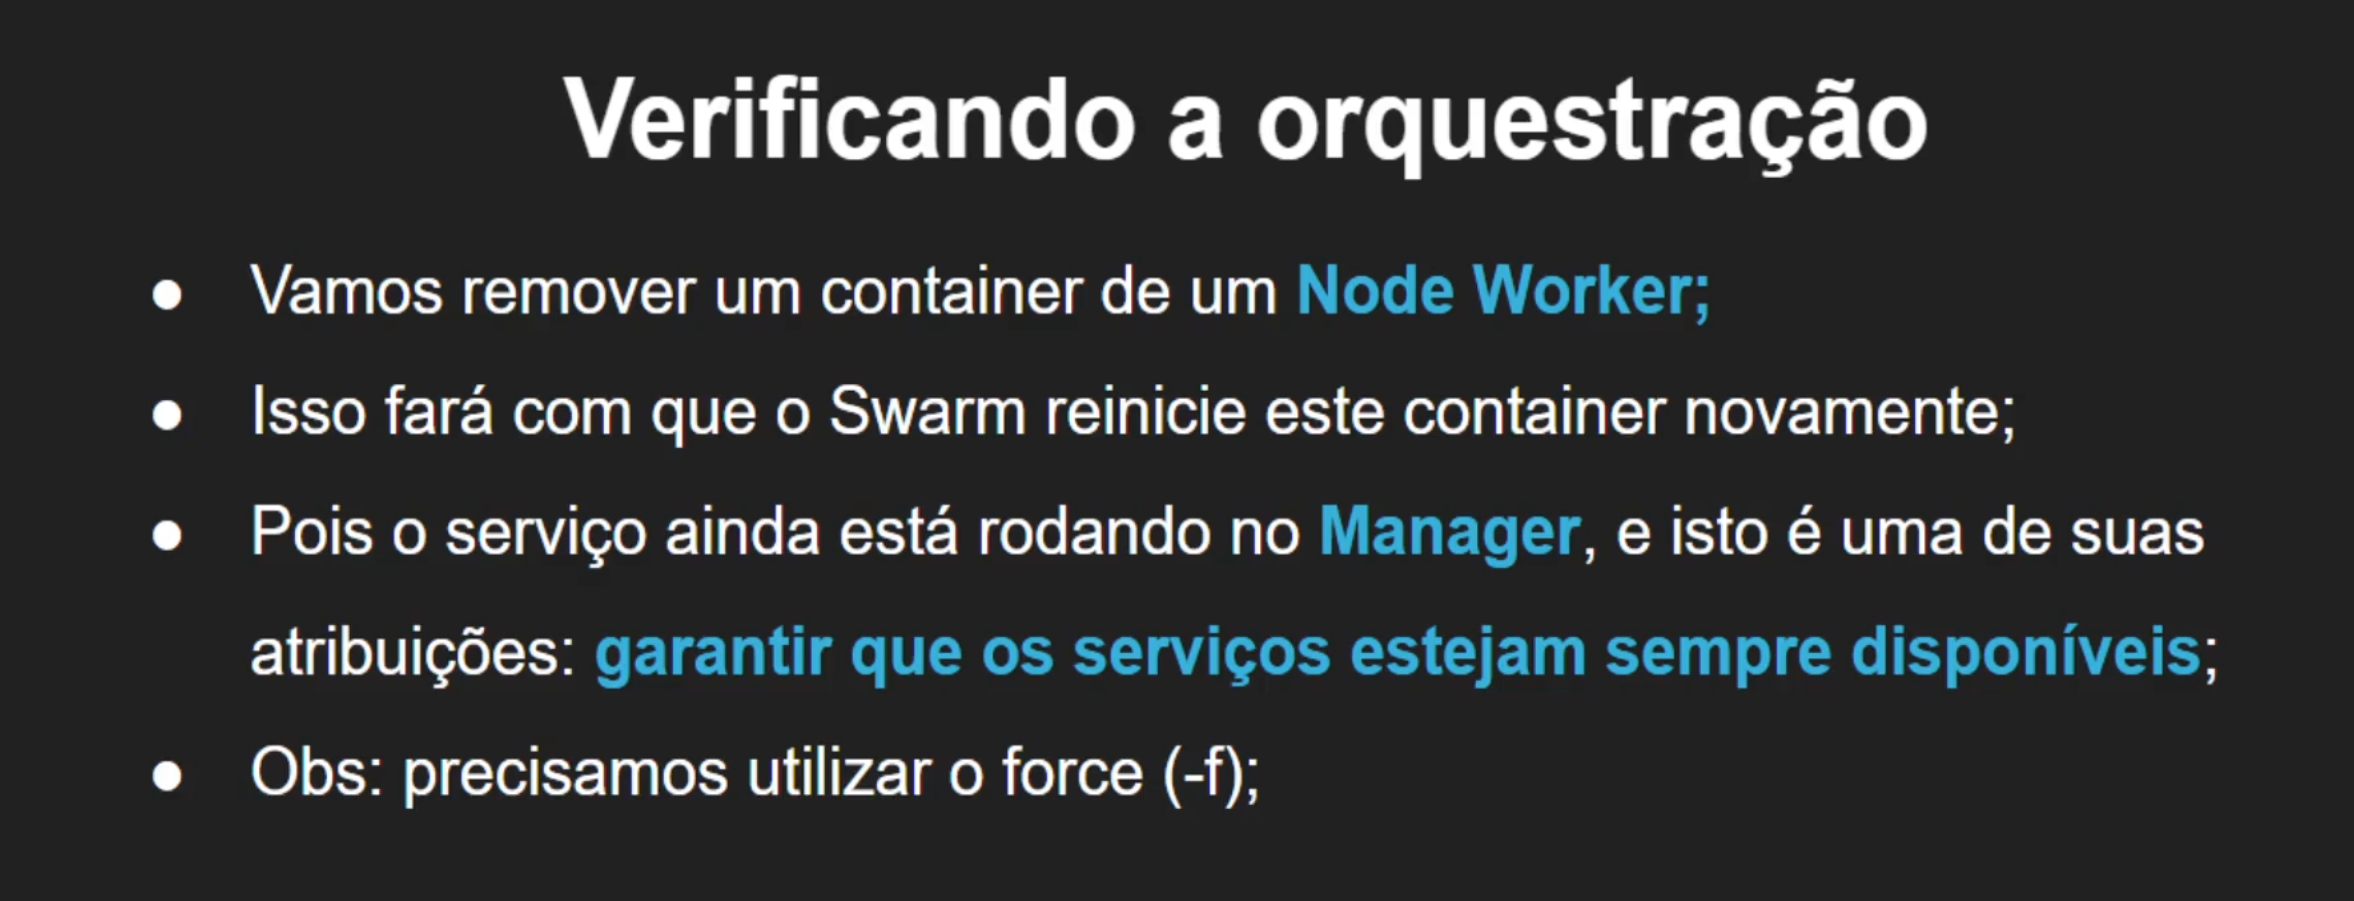 Verificando a orquestração
● Vamos remover um container de um Node Worker;
● Isso fará com que o Swarm reinicie este container novamente;
● Pois o serviço ainda está rodando no Manager, e isto é uma de suas
atribuições: garantir que os serviços estejam sempre disponíveis;
● Obs: precisamos utilizar o force (-f);